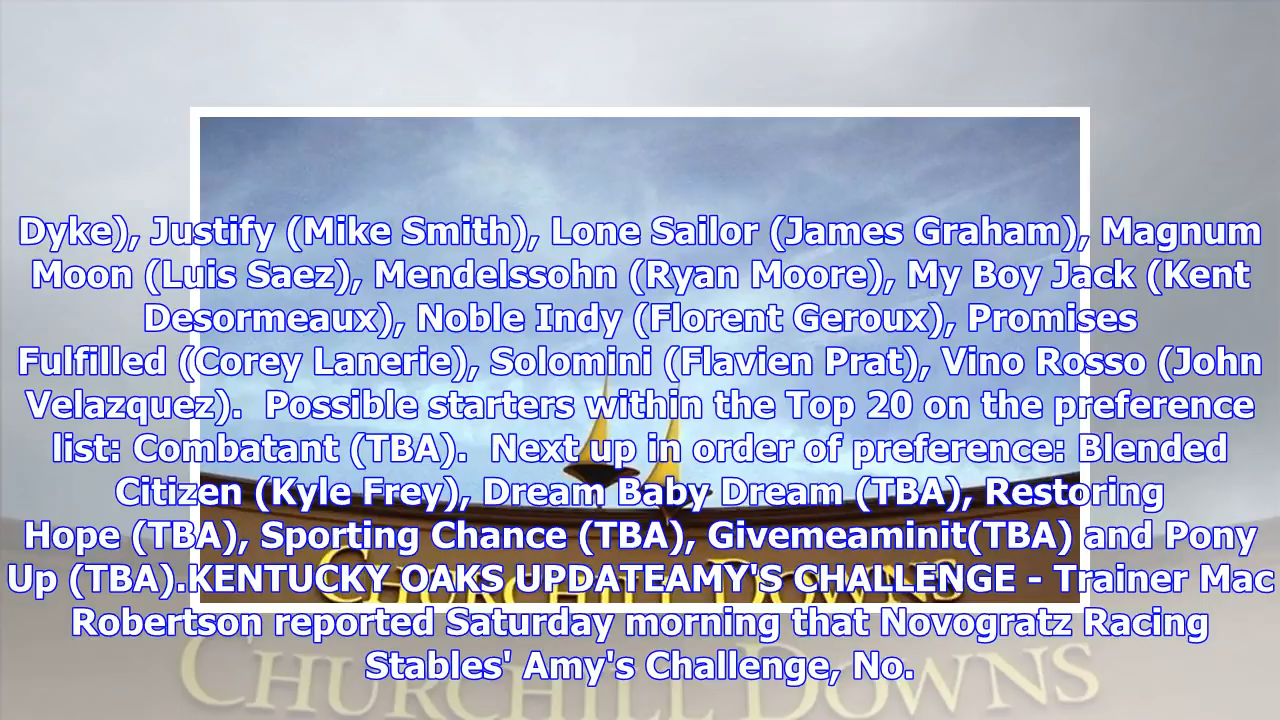 Dyke), Justify (Mike Smith), Lone Sailor (James Graham), Magnum
Moon (Luis Saez), Mendelssohn (Ryan Moore), My Boy Jack (Kent
Desormeaux), Noble Indy (Florent Geroux), Promises
Fulfilled (Corey Lanerie), Solomini (Flavien Prat), Vino Rosso (John
Velazquez).  Possible starters within the Top 20 on the preference
list: Combatant (TBA).  Next up in order of preference: Blended
Citizen (Kyle Frey), Dream Baby Dream (TBA), Restoring
Hope (TBA), Sporting Chance (TBA), Givemeaminit(TBA) and Pony
Up (TBA).KENTUCKY OAKS UPDATEAMY'S CHALLENGE - Trainer Mac
Robertson reported Saturday morning that Novogratz Racing
Stables' Amy's Challenge, No.
CHURCHILL DOWNS
CHURCHILL DOWNS